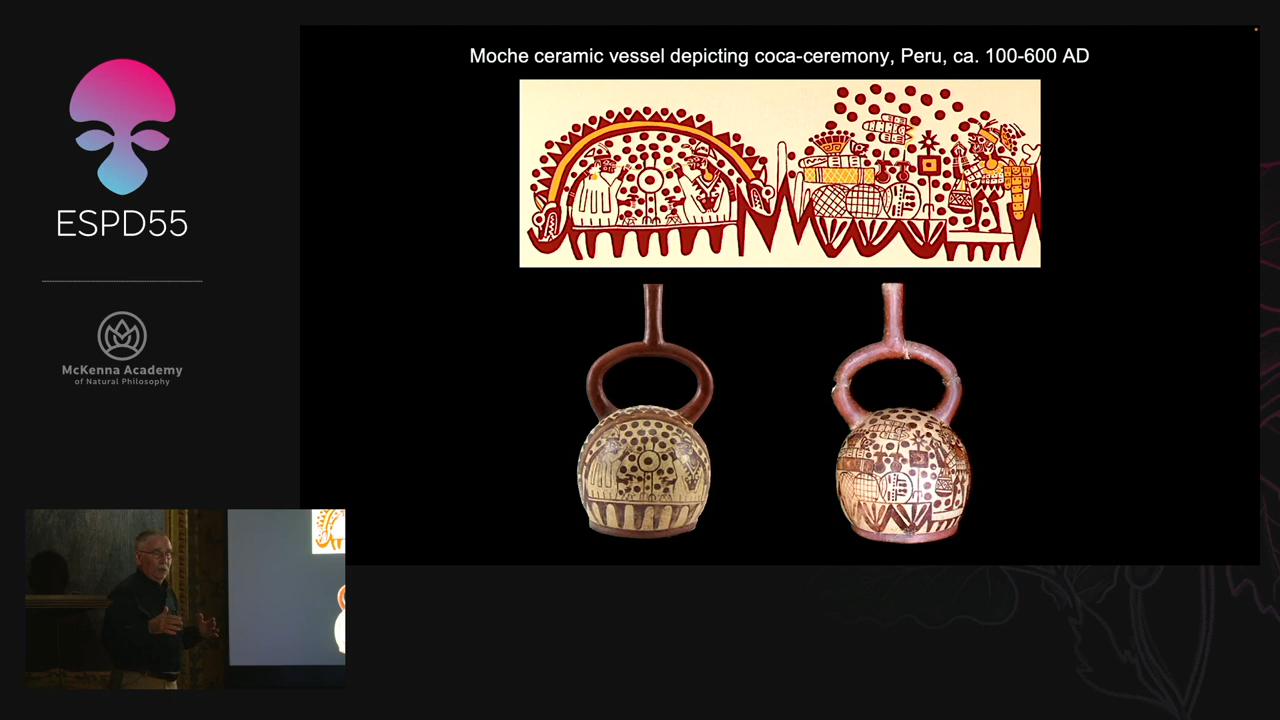 Moche ceramic vessel depicting coca-ceremony, Peru, ca. 100-600 AD
ESPD55
McKenna Academy
of Natural Philosophy